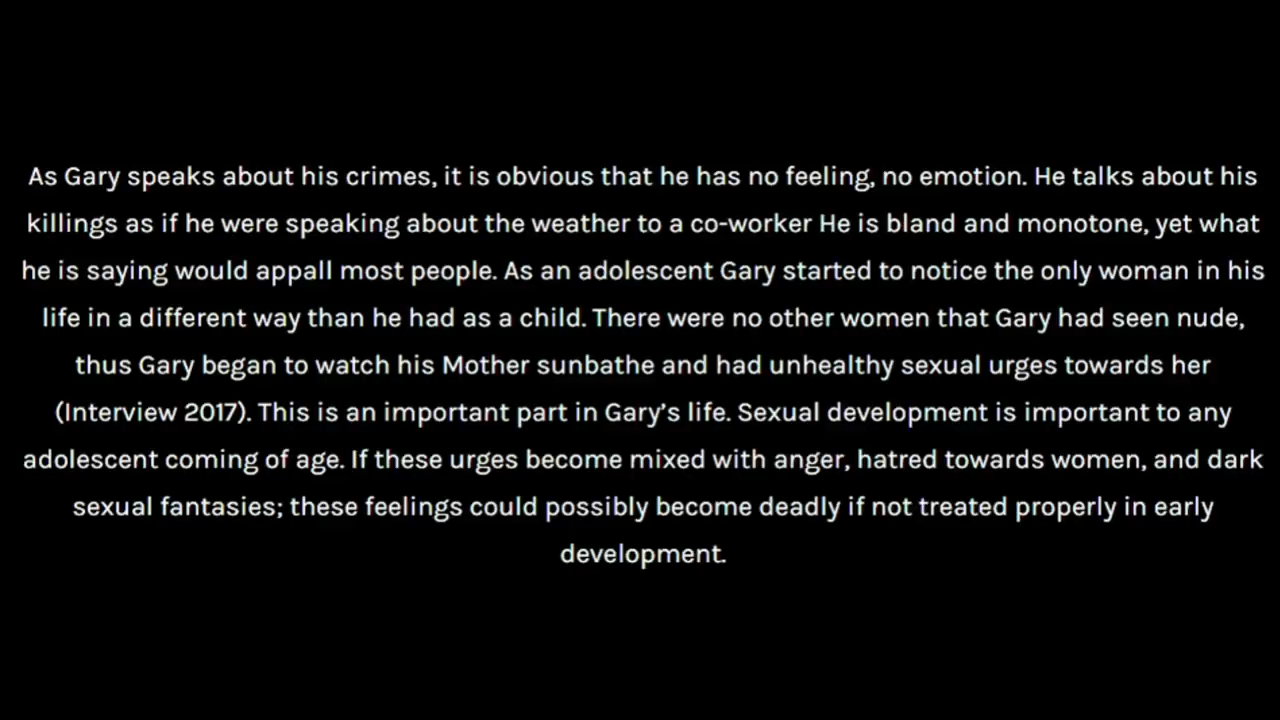 As Gary speaks about his crimes, it is obvious that he has no feeling, no emotion. He talks about his
killings as if he were speaking about the weather to a co-worker He is bland and monotone, yet what
he is saying would appall most people. As an adolescent Gary started to notice the only woman in his
life in a different way than he had as a child. There were no other women that Gary had seen nude,
thus Gary began to watch his Mother sunbathe and had unhealthy sexual urges towards her
(Interview 2017). This is an important part in Gary’s life. Sexual development is important to any
adolescent coming of age. If these urges become mixed with anger, hatred towards women, and dark
sexual fantasies; these feelings could possibly become deadly if not treated properly in early
development.